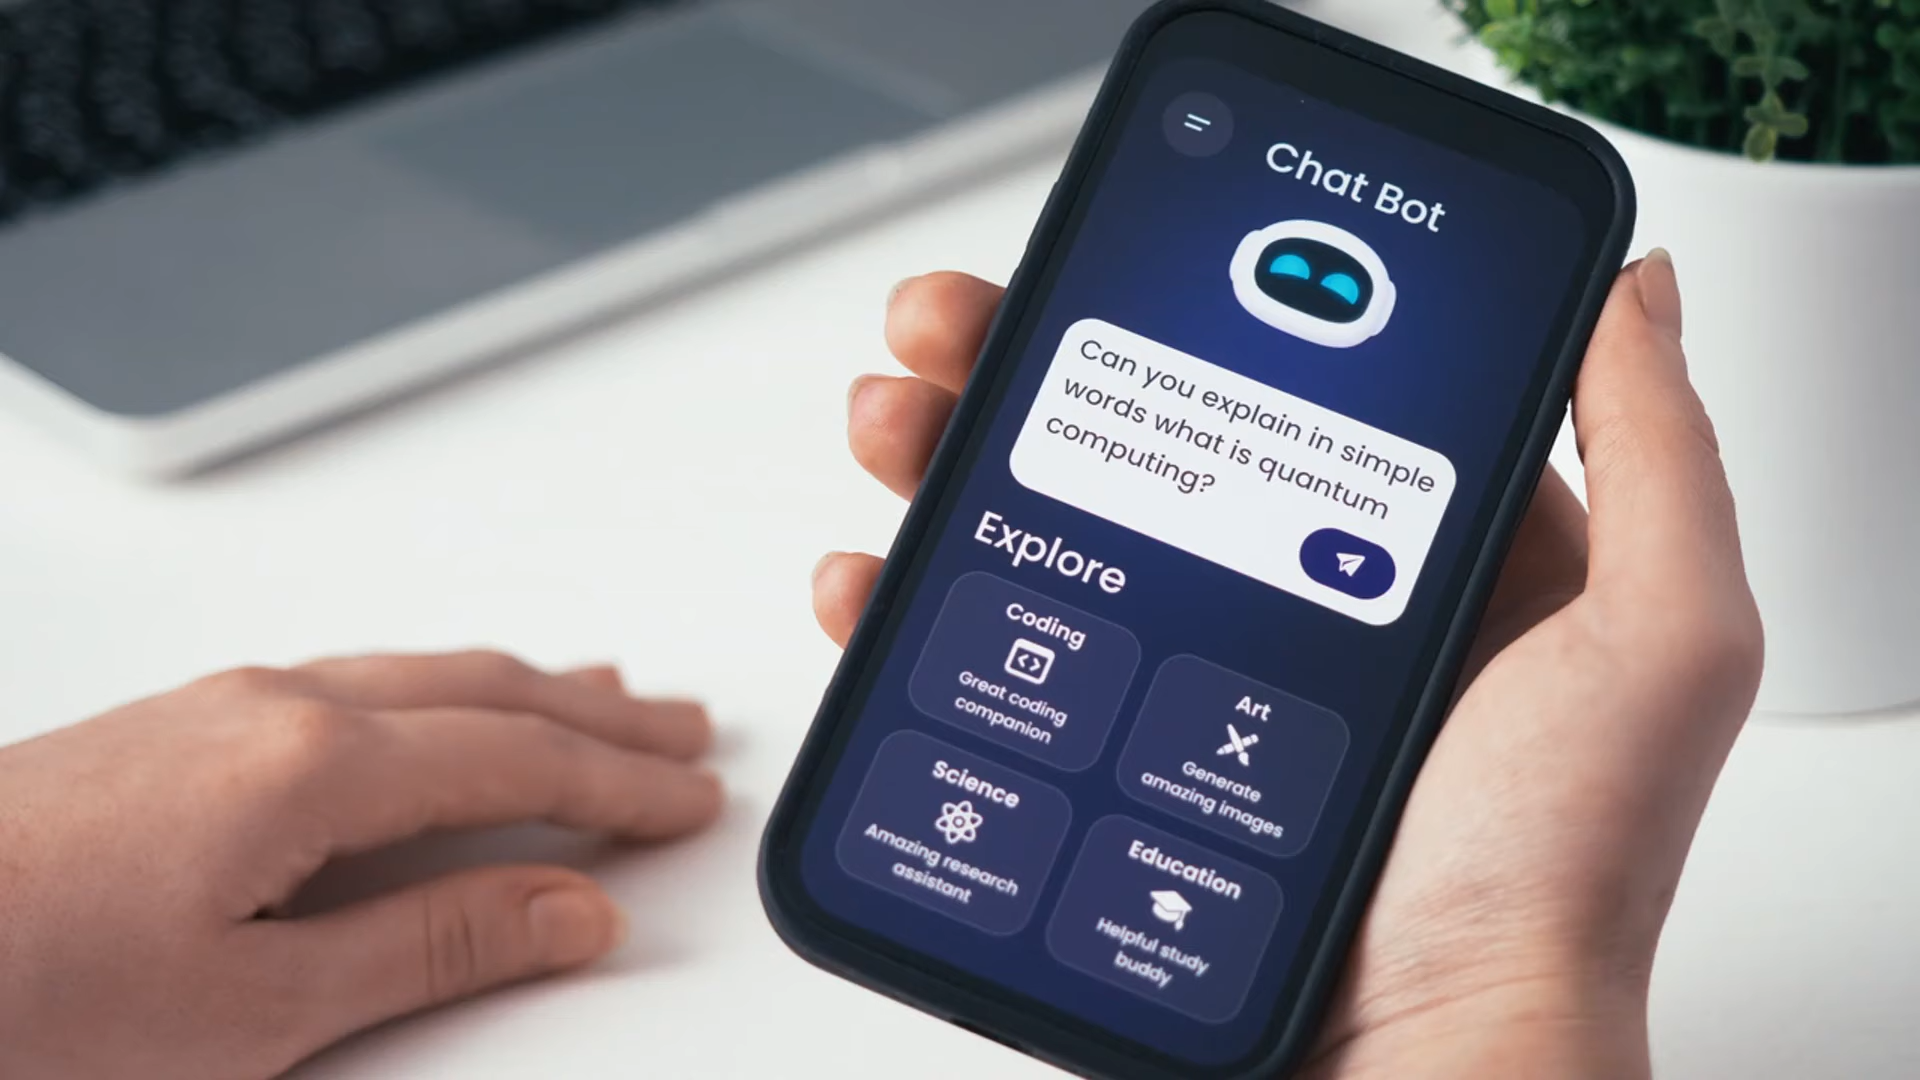 Chat Bot
Can you explain in simple
words what is quantum
computing?
Explore
Coding
Great coding
companion
Art
Generate
amazing images
Science
Amazing research
assistant
Education
Helpful study
buddy